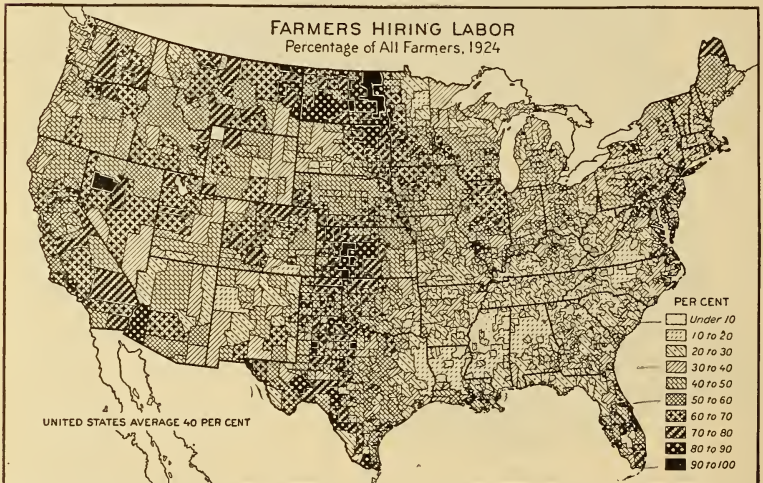 FARMERS HIRING LABOR
Percentage of All Farmers, 1924
PER CENT
Under 10
10 to 20
20 to 30
30 to 40
40 to 50
50 to 60
60 to 70
70 to 80
80 to 90
90 to 100
UNITED STATES AVERAGE 40 PER CENT